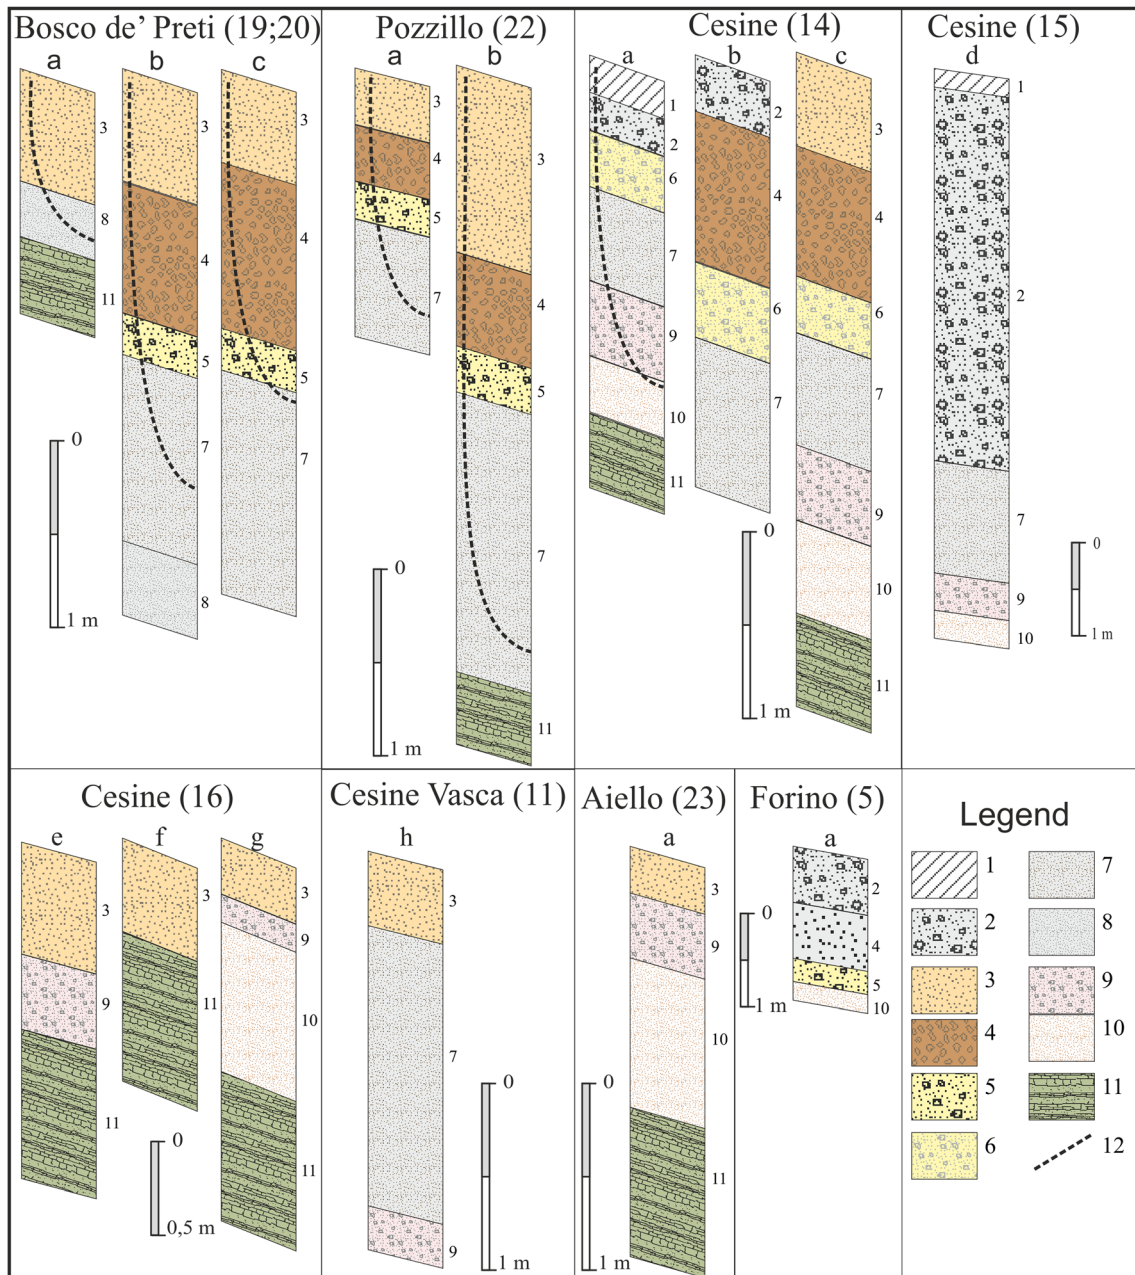 Bosco de’ Preti (19;20)
a
b
c
3
8
11
3
4
5
7
8
3
4
5
7
0
1 m
Pozzillo (22)
a
b
3
4
5
7
3
4
5
7
11
0
1 m
Cesine (14)
a
b
c
1
2
6
7
9
10
11
2
4
6
7
3
4
6
7
9
10
11
0
1 m
Cesine (15)
d
1
2
7
9
10
0
1 m
Cesine (16)
e
f
g
3
9
11
3
11
3
9
10
11
0
0,5 m
Cesine Vasca (11)
h
3
7
9
0
1 m
Aiello (23)
a
3
9
10
11
0
1 m
Forino (5)
a
2
4
5
10
0
1 m
Legend
1
2
3
4
5
6
7
8
9
10
11
12